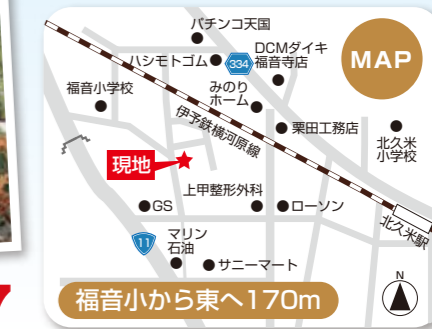 パチンコ天国
ハシモトゴム
334
DCMダイキ
福音寺店
MAP
福音小学校
みのり
ホーム
伊予鉄横河原線
栗田工務店
北久米
小学校
現地
上甲整形外科
GS
ローソン
北久米駅
11
マリン
石油
サニーマート
N
福音小から東へ170m